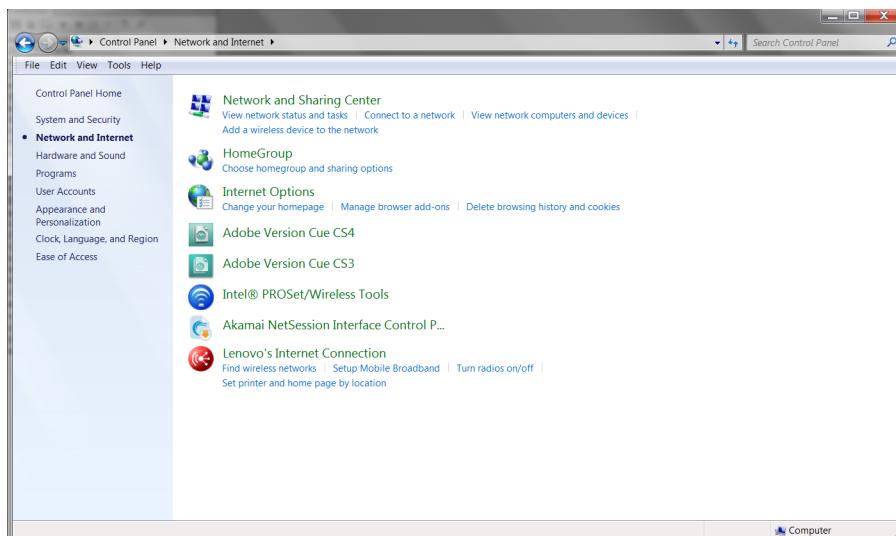 Control Panel Network and Internet
Search Control Panel
File Edit View Tools Help
Control Panel Home
System and Security
Network and Internet
Hardware and Sound
Programs
User Accounts
Appearance and
Personalization
Clock, Language, and Region
Ease of Access
Network and Sharing Center
View network status and tasks Connect to a network View network computers and devices
Add a wireless device to the network
HomeGroup
Choose homegroup and sharing options
Internet Options
Change your homepage Manage browser add-ons Delete browsing history and cookies
Adobe Version Cue CS4
Adobe Version Cue CS3
Intel® PROSet/Wireless Tools
Akamai NetSession Interface Control P...
Lenovo's Internet Connection
Find wireless networks Setup Mobile Broadband Turn radios on/off
Set printer and home page by location
Computer